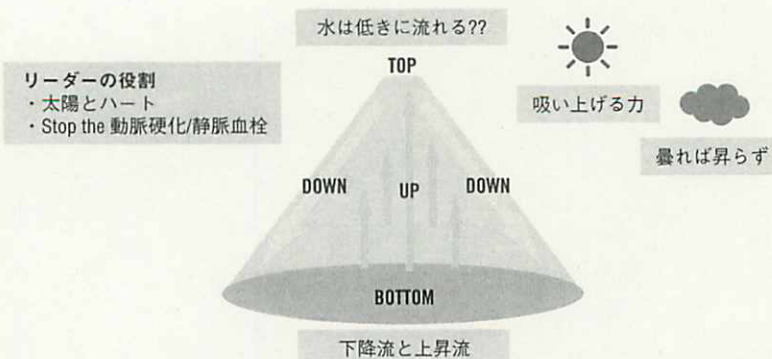 水は低きに流れる??
TOP
リーダーの役割
・太陽とハート
・Stop the 動脈硬化/静脈血栓
吸い上げる力
曇れば昇らず
DOWN
UP
DOWN
BOTTOM
下降流と上昇流